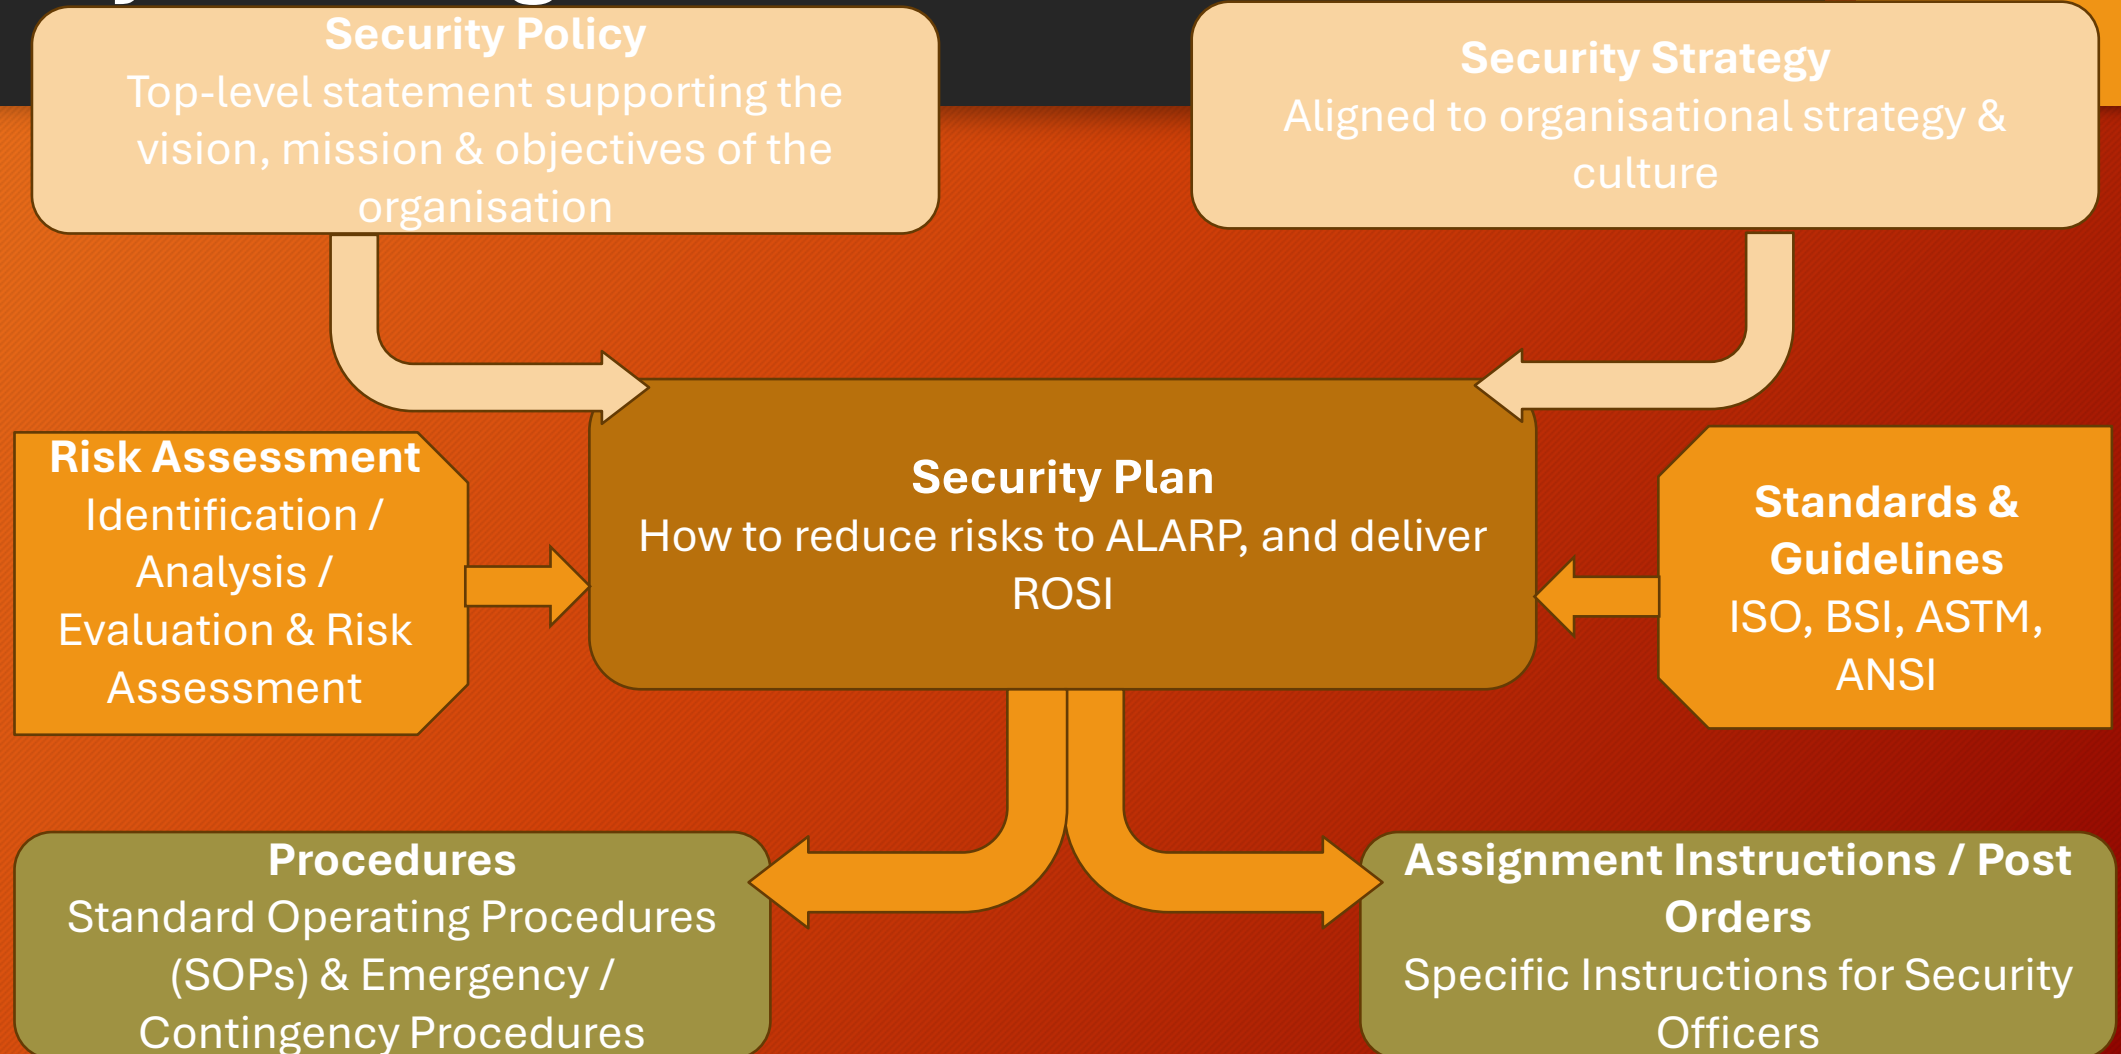 Security Policy
Top-level statement supporting the
vision, mission & objectives of the
organisation
Security Strategy
Aligned to organisational strategy &
culture
Security Plan
How to reduce risks to ALARP, and deliver
ROSI
Risk Assessment
Identification /
Analysis /
Evaluation & Risk
Assessment
Standards &
Guidelines
ISO, BSI, ASTM,
ANSI
Procedures
Standard Operating Procedures
(SOPs) & Emergency /
Contingency Procedures
Assignment Instructions / Post
Orders
Specific Instructions for Security
Officers